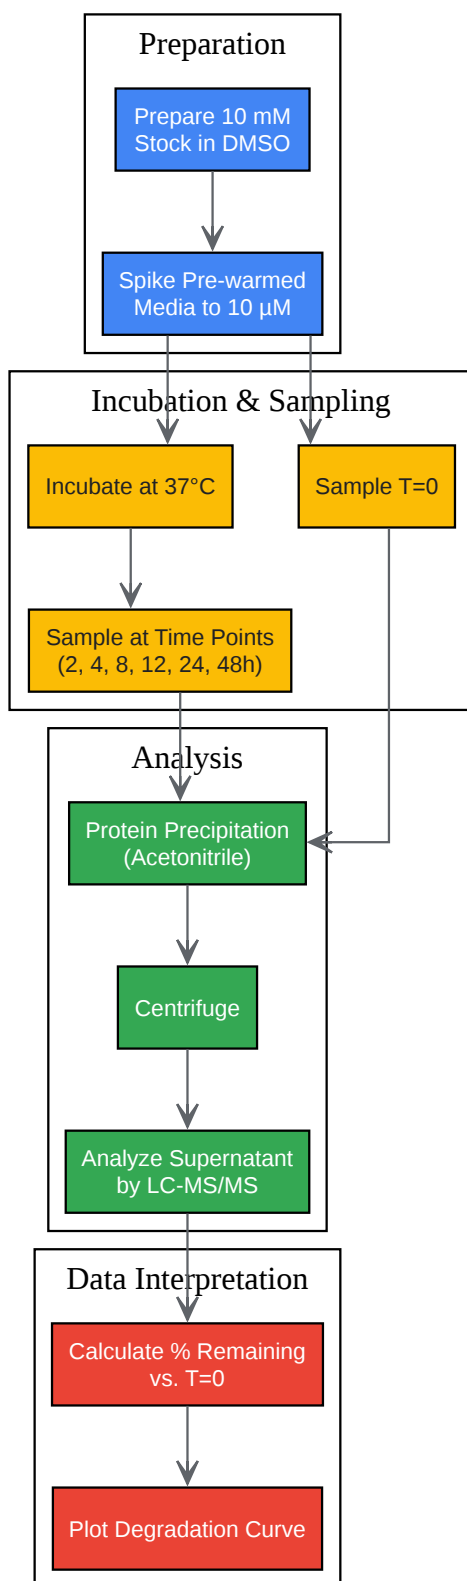 Preparation
Prepare 10 mM
Stock in DMSO
Spike Pre-warmed
Media to 10 µM
Incubation & Sampling
Incubate at 37°C
Sample T=0
Sample at Time Points
(2, 4, 8, 12, 24, 48h)
Analysis
Protein Precipitation
(Acetonitrile)
Centrifuge
Analyze Supernatant
by LC-MS/MS
Data Interpretation
Calculate % Remaining
vs. T=0
Plot Degradation Curve